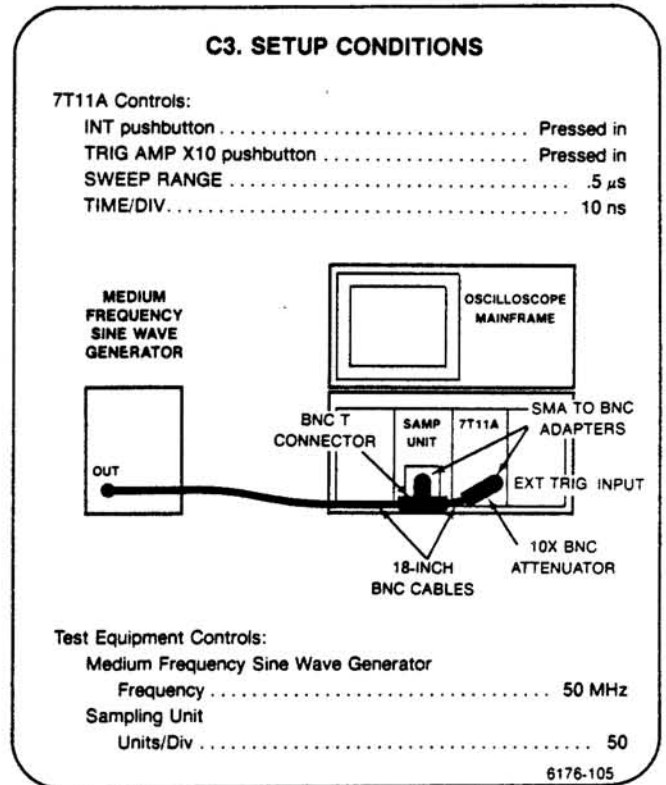 C3. SETUP CONDITIONS
7T11A Controls:
INT pushbutton ................................ Pressed in
TRIG AMP X10 pushbutton ...................... Pressed in
SWEEP RANGE .................................. .5 μs
TIME/DIV...................................... 10 ns
MEDIUM
FREQUENCY
SINE WAVE
GENERATOR
OUT
OSCILLOSCOPE
MAINFRAME
BNC T
CONNECTOR
SAMP
UNIT
7T11A
SMA TO BNC
ADAPTERS
EXT TRIG INPUT
10X BNC
ATTENUATOR
18-INCH
BNC CABLES
Test Equipment Controls:
Medium Frequency Sine Wave Generator
Frequency .................................. 50 MHz
Sampling Unit
Units/Div ...................................... 50
6176-105